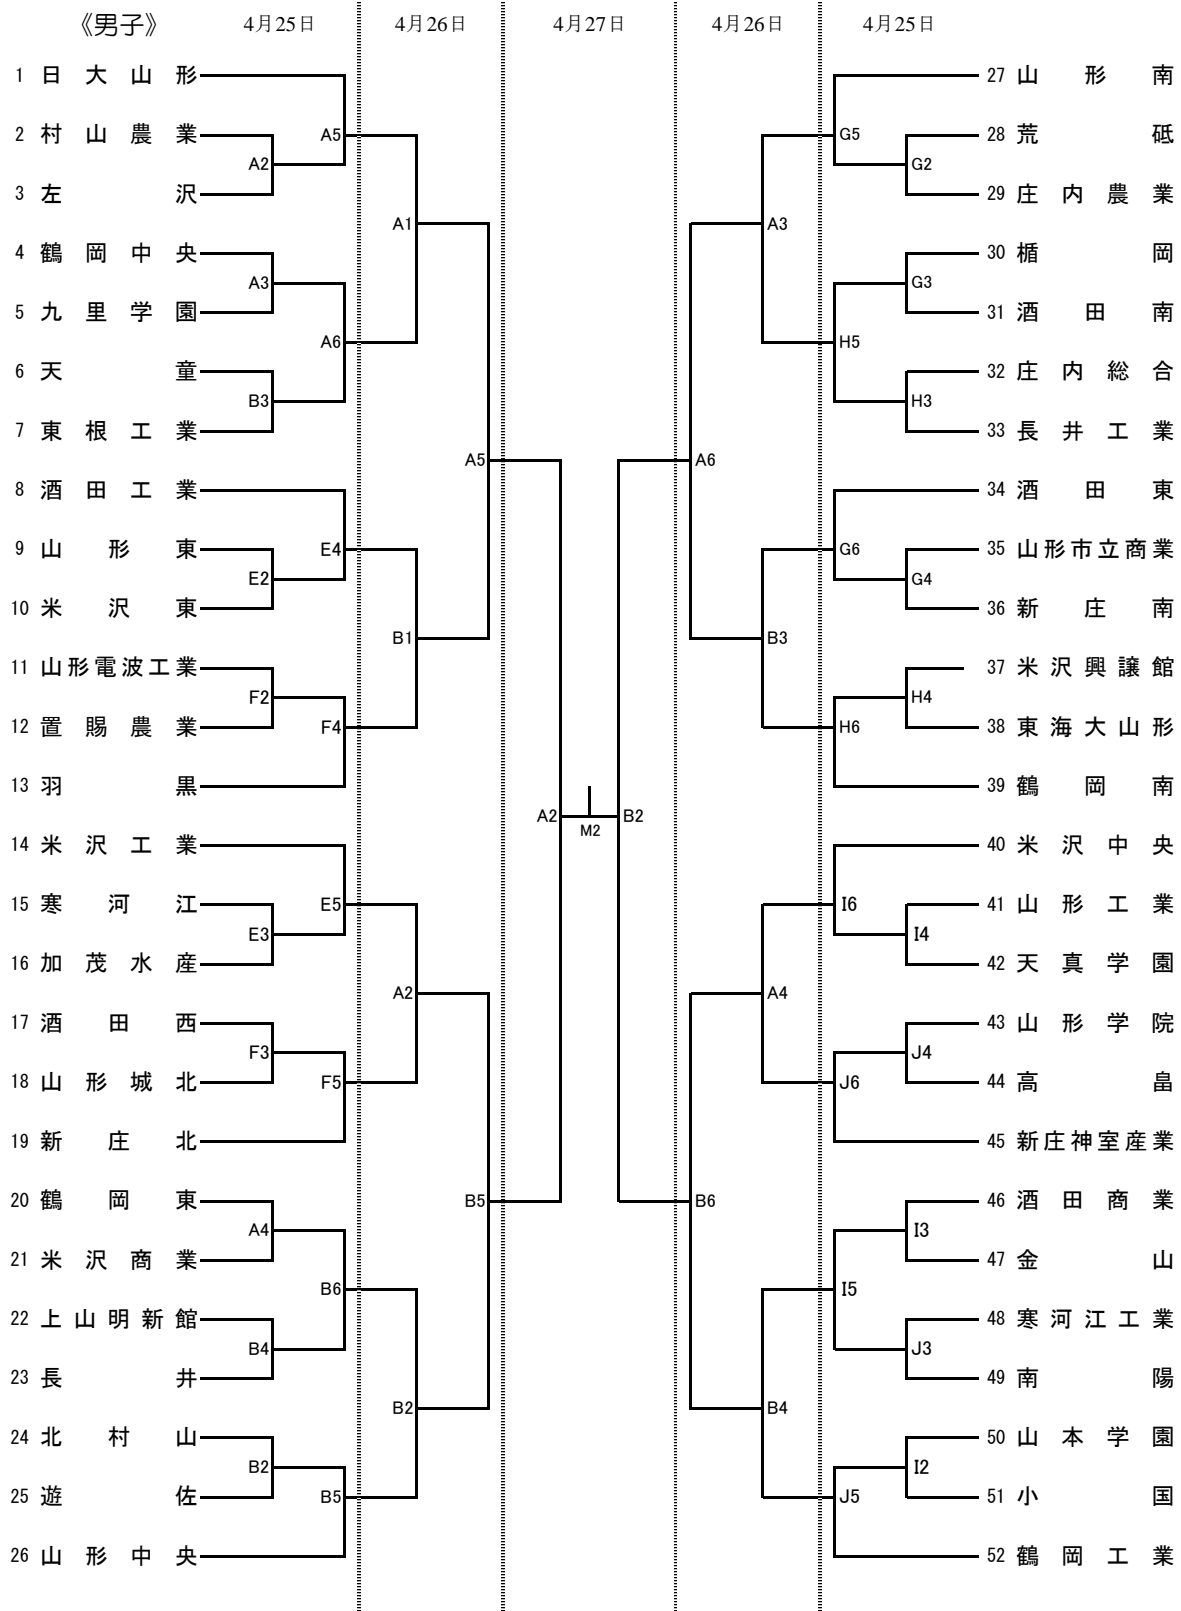 《男子》 4月25日 4月26日 4月27日 4月26日 4月25日
1 日大山形
2 村山農業
3 左沢
4 鶴岡中央
5 九里学園
6 天童
7 東根工業
8 酒田工業
9 山形東
10 米沢東
11 山形電波工業
12 置賜農業
13 羽黒
14 米沢工業
15 寒河江
16 加茂水産
17 酒田西
18 山形城北
19 新庄北
20 鶴岡東
21 米沢商業
22 上山明新館
23 長井
24 北村山
25 遊佐
26 山形中央
A2
A3
B3
E2
F2
E3
F3
A4
B4
B2
A5
A6
E4
F4
E5
F5
B6
B5
A1
B1
A2
B2
A5
B5
A2
M2
B2
A6
B6
A3
B3
A4
B4
G5
H5
G6
H6
I6
J6
I5
J5
G2
G3
H3
G4
H4
I4
J4
I3
J3
I2
27 山形南
28 荒砥
29 庄内農業
30 楯岡
31 酒田南
32 庄内総合
33 長井工業
34 酒田東
35 山形市立商業
36 新庄南
37 米沢興譲館
38 東海大山形
39 鶴岡南
40 米沢中央
41 山形工業
42 天真学園
43 山形学院
44 高畠
45 新庄神室産業
46 酒田商業
47 金山
48 寒河江工業
49 南陽
50 山本学園
51 小国
52 鶴岡工業